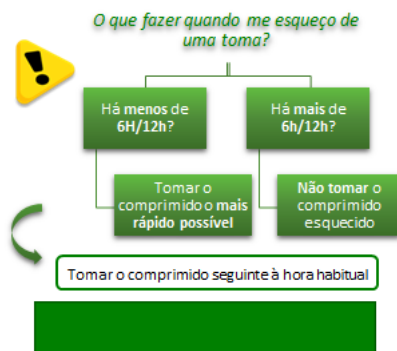 O que fazer quando me esqueço de
uma toma?
Há menos de
6H/12h?
Há mais de
6h/12h?
Tomar o
comprimido o mais
rápido possível
Não tomar o
comprimido
esquecido
Tomar o comprimido seguinte à hora habitual